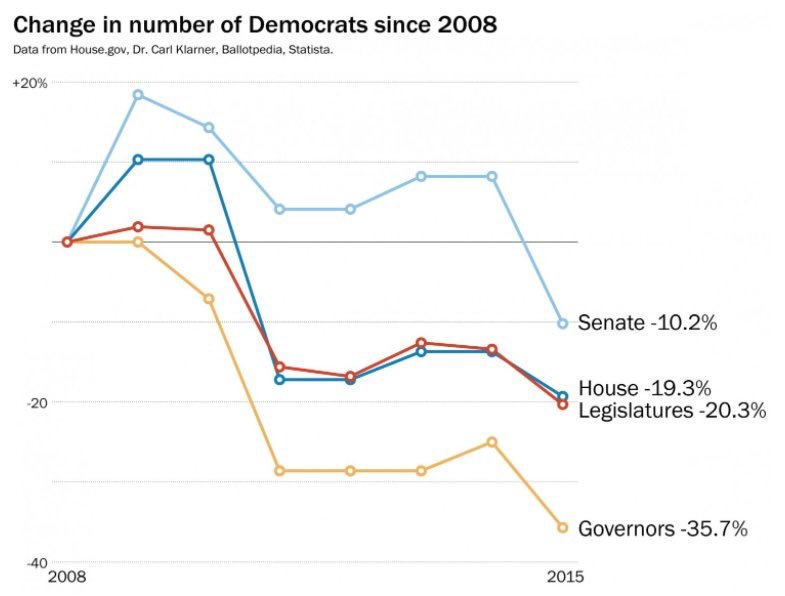 Change in number of Democrats since 2008
Data from House.gov, Dr. Carl Klarner, Ballotpedia, Statista.
+20%
Senate -10.2%
House -19.3%
-20
Legislatures -20.3%
Governors -35.7%
-40
2008
2015